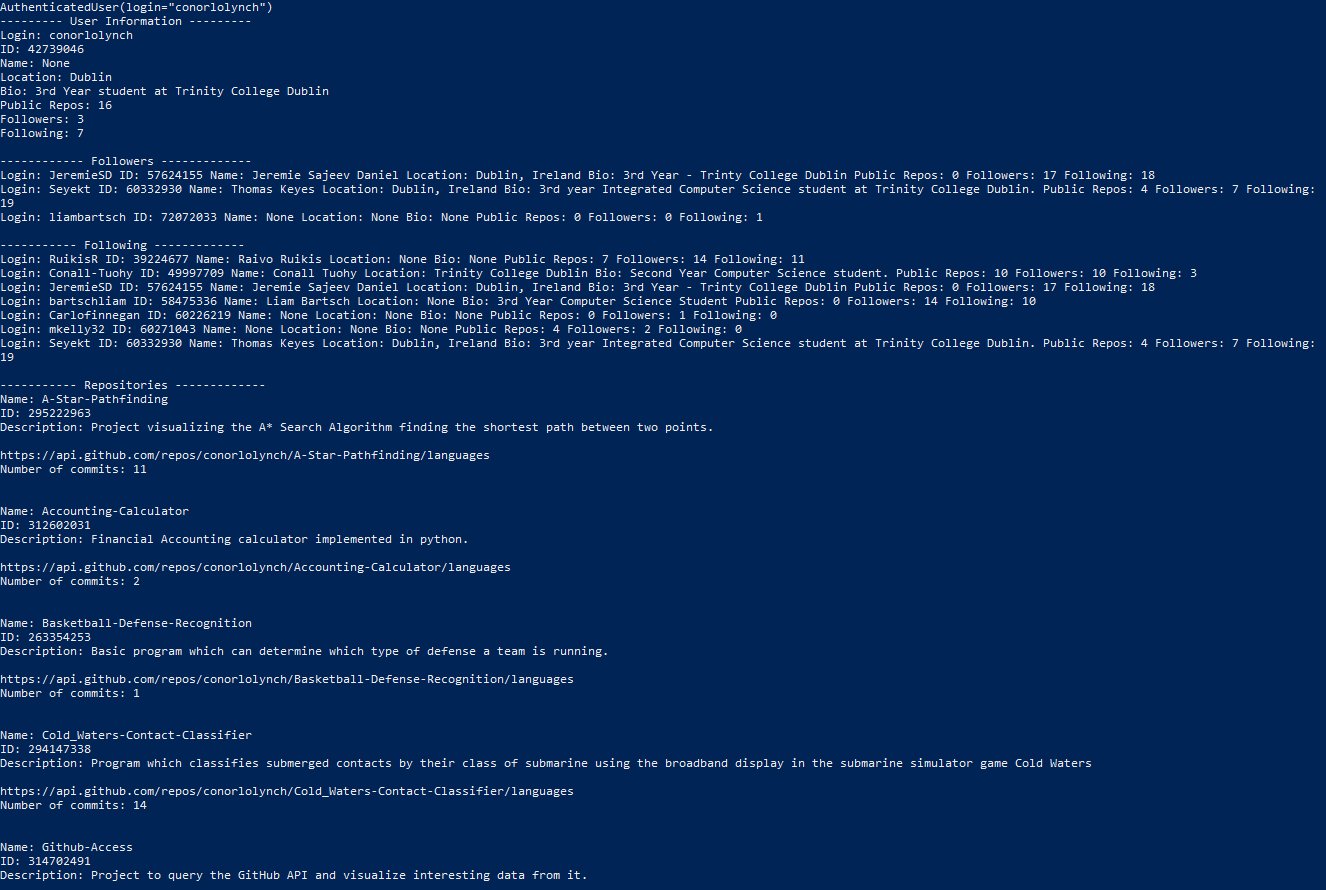 AuthenticatedUser(login="conorlolynch")
--------- User Information ---------
Login: conorlolynch
ID: 42739046
Name: None
Location: Dublin
Bio: 3rd Year student at Trinity College Dublin
Public Repos: 16
Followers: 3
Following: 7
------------ Followers -------------
Login: JeremieSD ID: 57624155 Name: Jeremie Sajeev Daniel Location: Dublin, Ireland Bio: 3rd Year - Trinty College Dublin Public Repos: 0 Followers: 17 Following: 18
Login: Seyekt ID: 60332930 Name: Thomas Keyes Location: Dublin, Ireland Bio: 3rd year Integrated Computer Science student at Trinity College Dublin. Public Repos: 4 Followers: 7 Following:
19
Login: liambartsch ID: 72072033 Name: None Location: None Bio: None Public Repos: 0 Followers: 0 Following: 1
----------- Following -------------
Login: RuikisR ID: 39224677 Name: Raivo Ruikis Location: None Bio: None Public Repos: 7 Followers: 14 Following: 11
Login: Conall-Tuohy ID: 49997709 Name: Conall Tuohy Location: Trinity College Dublin Bio: Second Year Computer Science student. Public Repos: 10 Followers: 10 Following: 3
Login: JeremieSD ID: 57624155 Name: Jeremie Sajeev Daniel Location: Dublin, Ireland Bio: 3rd Year - Trinty College Dublin Public Repos: 0 Followers: 17 Following: 18
Login: bartschliam ID: 58475336 Name: Liam Bartsch Location: None Bio: 3rd Year Computer Science Student Public Repos: 0 Followers: 14 Following: 10
Login: Carlofinnegan ID: 60226219 Name: None Location: None Bio: None Public Repos: 0 Followers: 1 Following: 0
Login: mkelly32 ID: 60271043 Name: None Location: None Bio: None Public Repos: 4 Followers: 2 Following: 0
Login: Seyekt ID: 60332930 Name: Thomas Keyes Location: Dublin, Ireland Bio: 3rd year Integrated Computer Science student at Trinity College Dublin. Public Repos: 4 Followers: 7 Following:
19
----------- Repositories -------------
Name: A-Star-Pathfinding
ID: 295222963
Description: Project visualizing the A* Search Algorithm finding the shortest path between two points.
https://api.github.com/repos/conorlolynch/A-Star-Pathfinding/languages
Number of commits: 11
Name: Accounting-Calculator
ID: 312602031
Description: Financial Accounting calculator implemented in python.
https://api.github.com/repos/conorlolynch/Accounting-Calculator/languages
Number of commits: 2
Name: Basketball-Defense-Recognition
ID: 263354253
Description: Basic program which can determine which type of defense a team is running.
https://api.github.com/repos/conorlolynch/Basketball-Defense-Recognition/languages
Number of commits: 1
Name: Cold_Waters-Contact-Classifier
ID: 294147338
Description: Program which classifies submerged contacts by their class of submarine using the broadband display in the submarine simulator game Cold Waters
https://api.github.com/repos/conorlolynch/Cold_Waters-Contact-Classifier/languages
Number of commits: 14
Name: Github-Access
ID: 314702491
Description: Project to query the GitHub API and visualize interesting data from it.